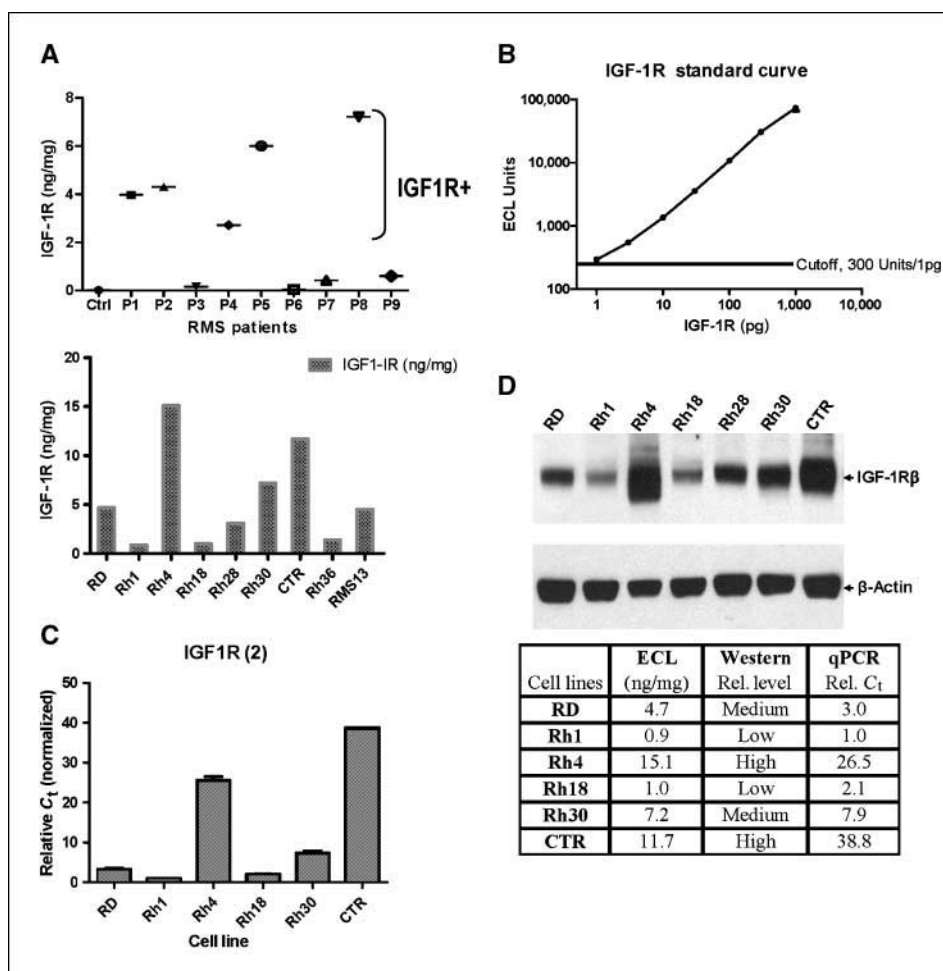 A
IGF-1R (ng/mg)
8
6
4
2
0
IGF1R+
Ctrl P1 P2 P3 P4 P5 P6 P7 P8 P9
RMS patients
20
15
10
5
0
IGF-1R (ng/mg)
IGF1-IR (ng/mg)
RD Rh1 Rh4 Rh18 Rh28 Rh30 CTR Rh36 RMS13
B
IGF-1R standard curve
ECL Units
100,000
10,000
1,000
100
Cutoff, 300 Units/1pg
1 10 100 1,000 10,000
IGF-1R (pg)
C
IGF1R (2)
Relative Ct (normalized)
50
40
30
20
10
0
RD Rh1 Rh4 Rh18 Rh30 CTR
Cell line
D
RD Rh1 Rh4 Rh18 Rh28 Rh30 CTR
IGF-1Rβ
β-Actin
ECL Western qPCR
Cell lines (ng/mg) Rel. level Rel. Ct
RD 4.7 Medium 3.0
Rh1 0.9 Low 1.0
Rh4 15.1 High 26.5
Rh18 1.0 Low 2.1
Rh30 7.2 Medium 7.9
CTR 11.7 High 38.8